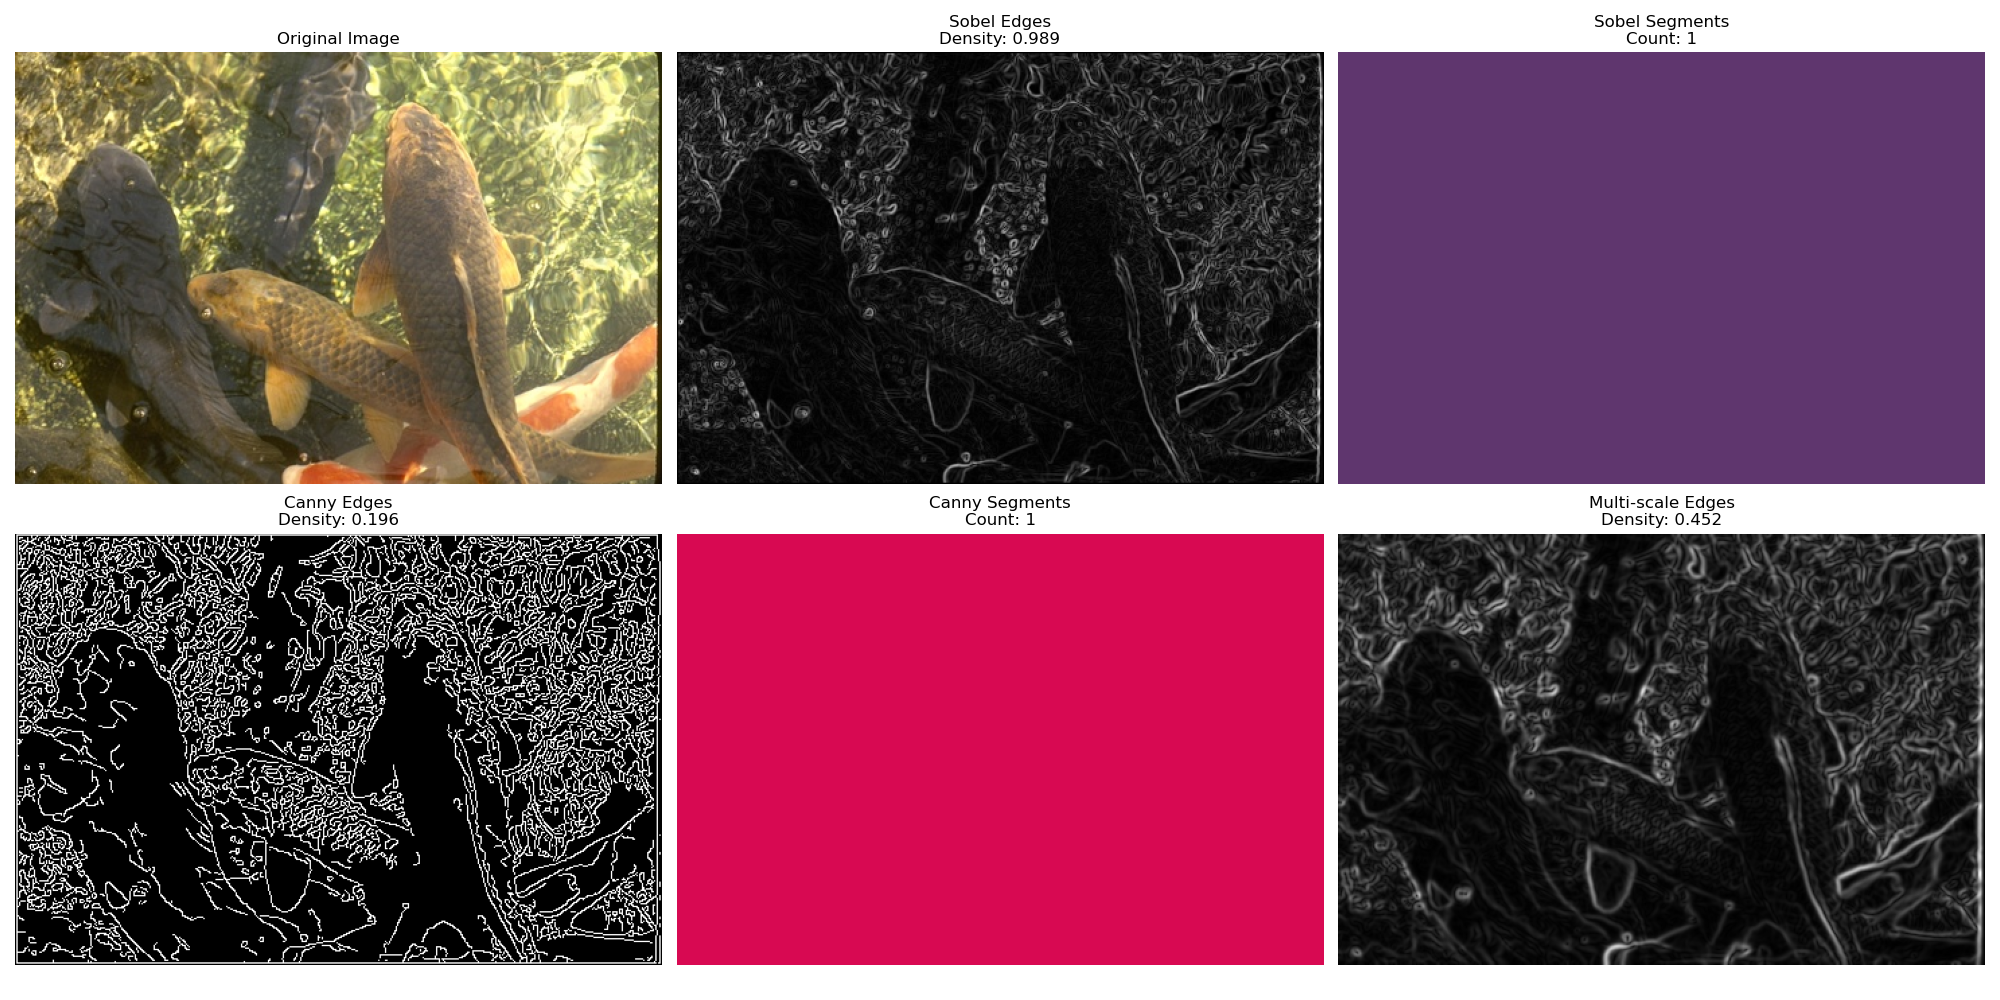 Original Image
Sobel Edges
Density: 0.989
Sobel Segments
Count: 1
Canny Edges
Density: 0.196
Canny Segments
Count: 1
Multi-scale Edges
Density: 0.452